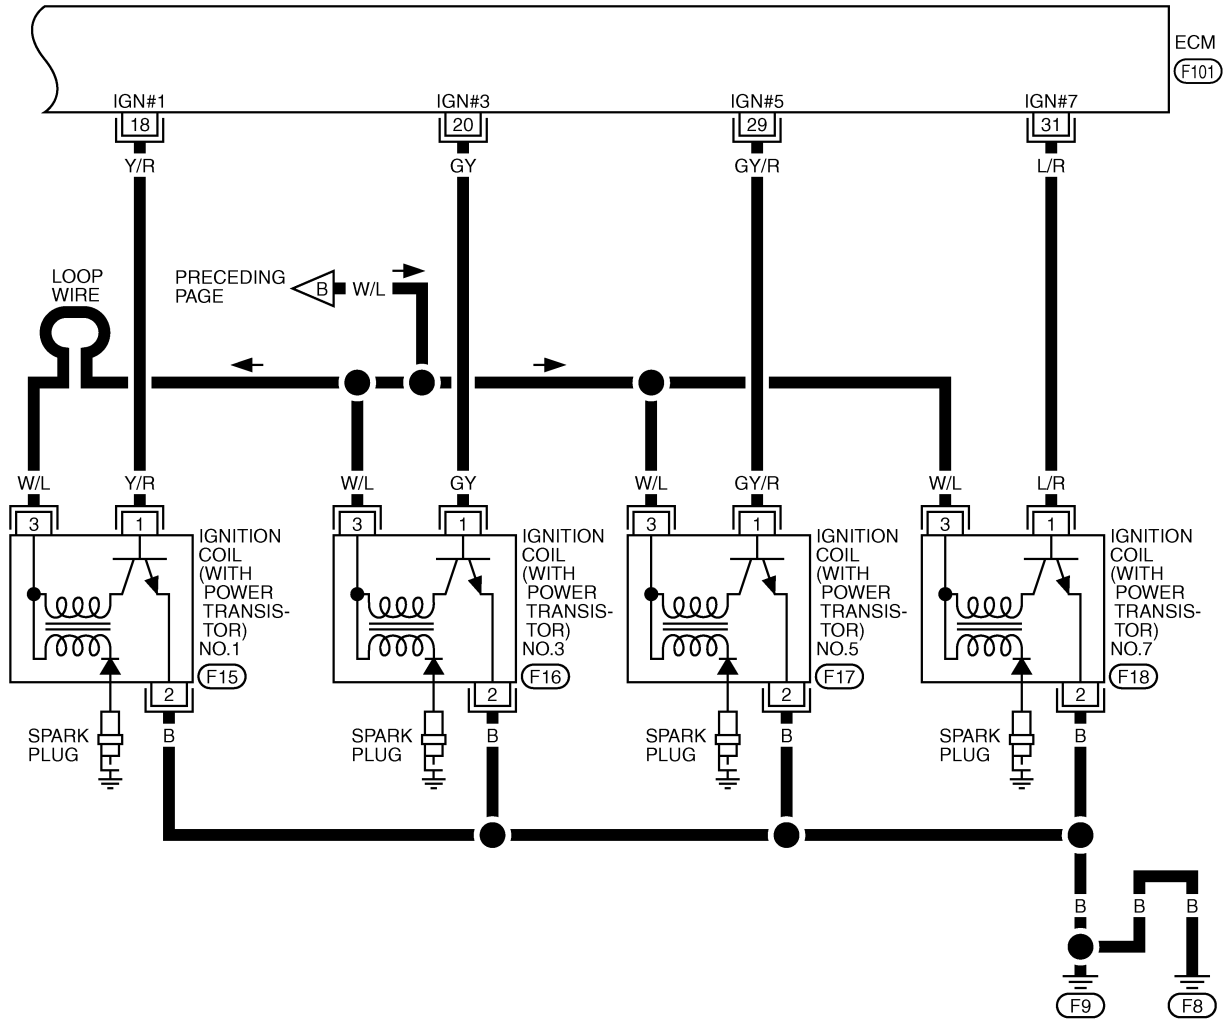 ECM
F101
IGN#1 IGN#3 IGN#5 IGN#7
18 20 29 31
Y/R GY GY/R L/R
LOOP
WIRE
PRECEDING
PAGE
B W/L
W/L Y/R W/L GY W/L GY/R W/L L/R
3 1 3 1 3 1 3 1
IGNITION
COIL
(WITH
POWER
TRANSIS-
TOR)
NO.1
F15
IGNITION
COIL
(WITH
POWER
TRANSIS-
TOR)
NO.3
F16
IGNITION
COIL
(WITH
POWER
TRANSIS-
TOR)
NO.5
F17
IGNITION
COIL
(WITH
POWER
TRANSIS-
TOR)
NO.7
F18
2 2 2 2
SPARK
PLUG
B
SPARK
PLUG
B
SPARK
PLUG
B
SPARK
PLUG
B
B B B
F9 F8